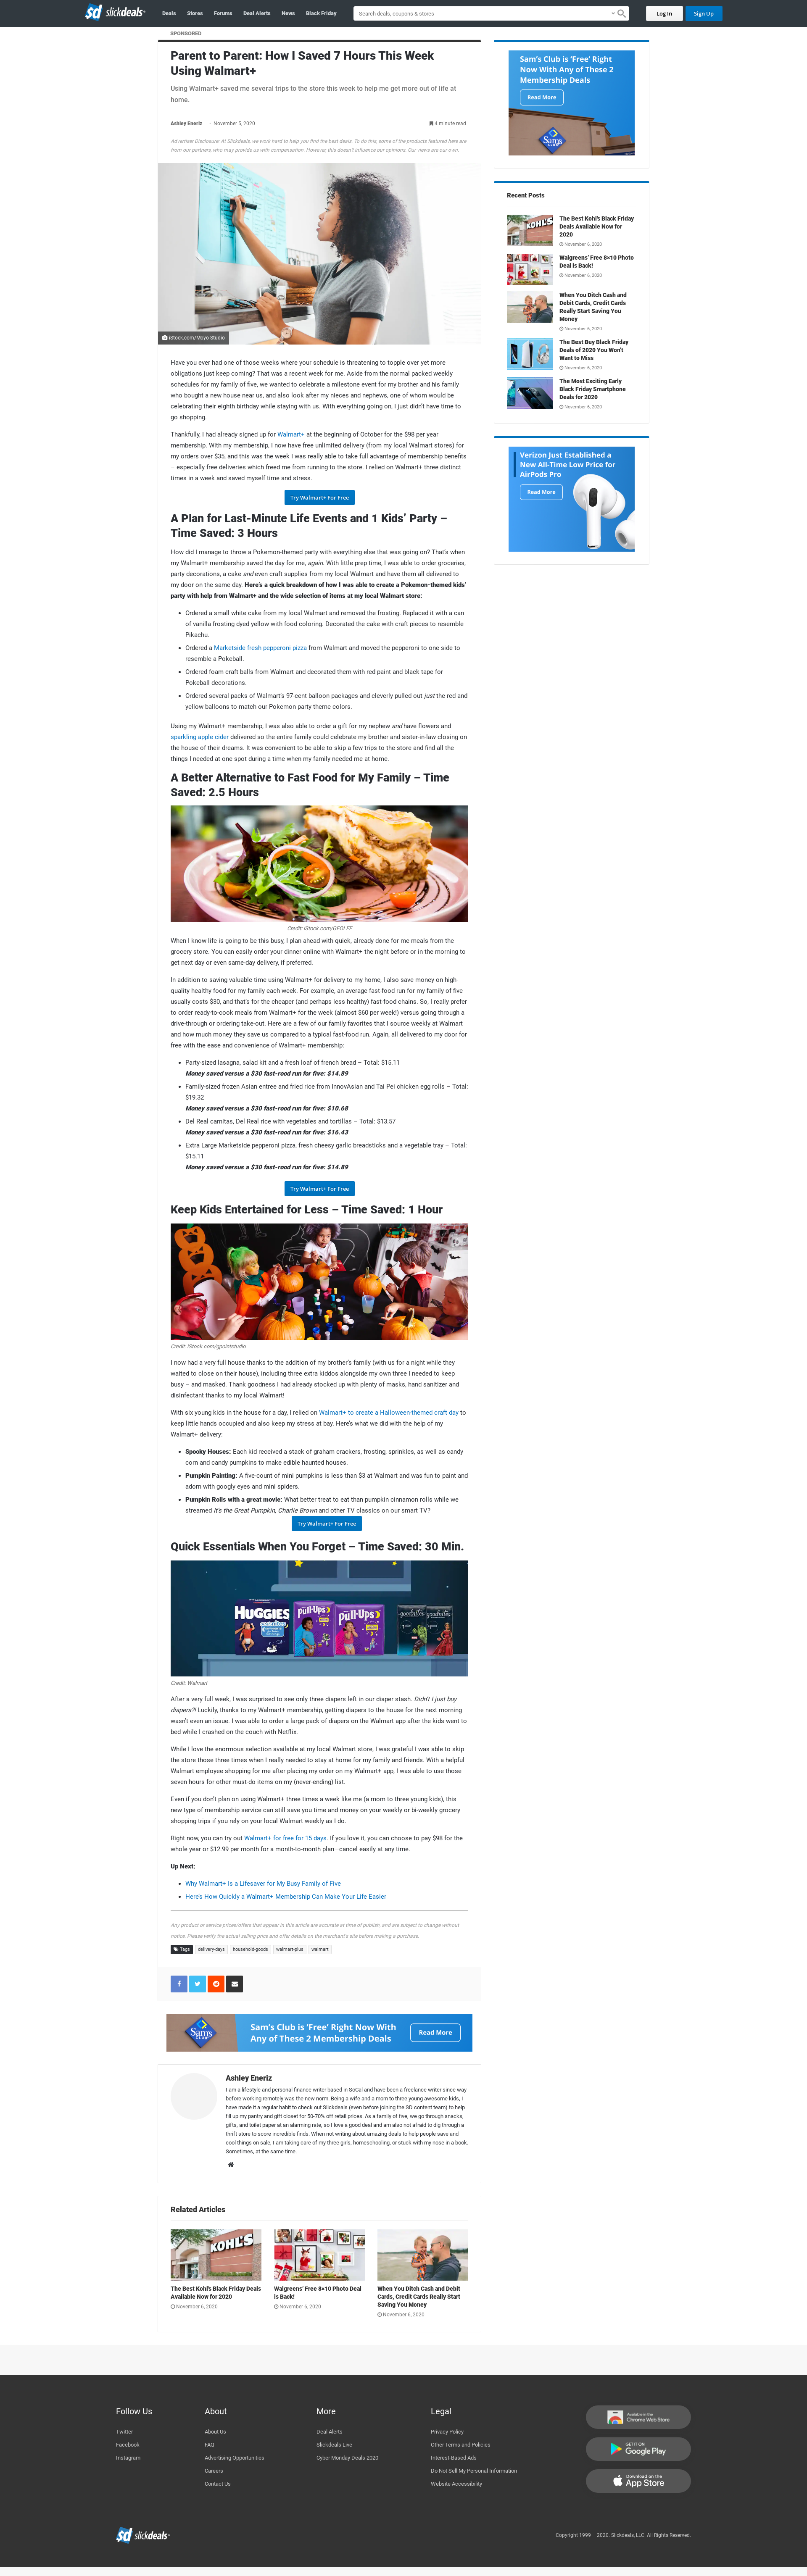 sd slickdeals
Deals Stores Forums Deal Alerts News Black Friday
Search deals, coupons & stores
Log In Sign Up
SPONSORED
Parent to Parent: How I Saved 7 Hours This Week
Using Walmart+
Using Walmart+ saved me several trips to the store this week to help me get more out of life at
home.
Ashley Eneriz - November 5, 2020 4 minute read
Advertiser Disclosure: At Slickdeals, we work hard to help you find the best deals. To do this, some of the products featured here are
from our partners who may provide us with compensation. However, this doesn't influence our opinions. Our views are our own.
iStock.com/Moyo Studio
Have you ever had one of those weeks where your schedule is threatening to topple over yet more
obligations just keep coming? That was a recent week for me. Aside from the normal packed weekly
schedules for my family of five, we wanted to celebrate a milestone event for my brother and his family
who bought a new house near us, and also look after my nieces and nephews, one of whom would be
celebrating their eighth birthday while staying with us. With everything going on, I just didn't have time to
go shopping.
Thankfully, I had already signed up for Walmart+ at the beginning of October for the $98 per year
membership. With my membership, I now have free unlimited delivery (from my local Walmart stores) for
my orders over $35, and this was the week I was really able to take full advantage of membership benefits
– especially free deliveries which freed me from running to the store. I relied on Walmart+ three distinct
times in a week and saved myself time and stress.
Try Walmart+ For Free
A Plan for Last-Minute Life Events and 1 Kids' Party –
Time Saved: 3 Hours
How did I manage to throw a Pokemon-themed party with everything else that was going on? That's when
my Walmart+ membership saved the day for me, again. With little prep time, I was able to order groceries,
party decorations, a cake and even craft supplies from my local Walmart and have them all delivered to
my door on the same day. Here's a quick breakdown of how I was able to create a Pokemon-themed kids'
party with help from Walmart+ and the wide selection of items at my local Walmart store:
• Ordered a small white cake from my local Walmart and removed the frosting. Replaced it with a can
of vanilla frosting dyed yellow with food coloring. Decorated the cake with craft pieces to resemble
Pikachu.
• Ordered a Marketside fresh pepperoni pizza from Walmart and moved the pepperoni to one side to
resemble a Pokeball.
• Ordered foam craft balls from Walmart and decorated them with red paint and black tape for
Pokeball decorations.
• Ordered several packs of Walmart's 97-cent balloon packages and cleverly pulled out just the red and
yellow balloons to match our Pokemon party theme colors.
Using my Walmart+ membership, I was also able to order a gift for my nephew and have flowers and
sparkling apple cider delivered so the entire family could celebrate my brother and sister-in-law closing on
the house of their dreams. It was convenient to be able to skip a few trips to the store and find all the
things I needed at one spot during a time when my family needed me at home.
A Better Alternative to Fast Food for My Family – Time
Saved: 2.5 Hours
Credit: iStock.com/GEOLEE
When I know life is going to be this busy, I plan ahead with quick, already done for me meals from the
grocery store. You can easily order your dinner online with Walmart+ the night before or in the morning to
get next day or even same-day delivery, if preferred.
In addition to saving valuable time using Walmart+ for delivery to my home, I also save money on high-
quality healthy food for my family each week. For example, an average fast-food run for my family of five
usually costs $30, and that's for the cheaper (and perhaps less healthy) fast-food chains. So, I really prefer
to order ready-to-cook meals from Walmart+ for the week (almost $60 per week!) versus going through a
drive-through or ordering take-out. Here are a few of our family favorites that I source weekly at Walmart
and how much money they save us compared to a typical fast-food run. Again, all delivered to my door for
free with the ease and convenience of Walmart+ membership:
• Party-sized lasagna, salad kit and a fresh loaf of french bread – Total: $15.11
Money saved versus a $30 fast-rood run for five: $14.89
• Family-sized frozen Asian entree and fried rice from InnovAsian and Tai Pei chicken egg rolls – Total:
$19.32
Money saved versus a $30 fast-rood run for five: $10.68
• Del Real carnitas, Del Real rice with vegetables and tortillas – Total: $13.57
Money saved versus a $30 fast-rood run for five: $16.43
• Extra Large Marketside pepperoni pizza, fresh cheesy garlic breadsticks and a vegetable tray – Total:
$15.11
Money saved versus a $30 fast-rood run for five: $14.89
Try Walmart+ For Free
Keep Kids Entertained for Less – Time Saved: 1 Hour
Credit: iStock.com/gpointstudio
I now had a very full house thanks to the addition of my brother's family (with us for a night while they
waited to close on their house), including three extra kiddos alongside my own three I needed to keep
busy – and masked. Thank goodness I had already stocked up with plenty of masks, hand sanitizer and
disinfectant thanks to my local Walmart!
With six young kids in the house for a day, I relied on Walmart+ to create a Halloween-themed craft day to
keep little hands occupied and also keep my stress at bay. Here's what we did with the help of my
Walmart+ delivery:
• Spooky Houses: Each kid received a stack of graham crackers, frosting, sprinkles, as well as candy
corn and candy pumpkins to make edible haunted houses.
• Pumpkin Painting: A five-count of mini pumpkins is less than $3 at Walmart and was fun to paint and
adorn with googly eyes and mini spiders.
• Pumpkin Rolls with a great movie: What better treat to eat than pumpkin cinnamon rolls while we
streamed It's the Great Pumpkin, Charlie Brown and other TV classics on our smart TV?
Try Walmart+ For Free
Quick Essentials When You Forget – Time Saved: 30 Min.
HUGGIES Pull-Ups Pull-Ups goodnites goodnites
Credit: Walmart
After a very full week, I was surprised to see only three diapers left in our diaper stash. Didn't I just buy
diapers?! Luckily, thanks to my Walmart+ membership, getting diapers to the house for the next morning
wasn't even an issue. I was able to order a large pack of diapers on the Walmart app after the kids went to
bed while I crashed on the couch with Netflix.
While I love the enormous selection available at my local Walmart store, I was grateful I was able to skip
the store those three times when I really needed to stay at home for my family and friends. With a helpful
Walmart employee shopping for me after placing my order on my Walmart+ app, I was able to use those
seven hours for other must-do items on my (never-ending) list.
Even if you don't plan on using Walmart+ three times a week like me (a mom to three young kids), this
new type of membership service can still save you time and money on your weekly or bi-weekly grocery
shopping trips if you rely on your local Walmart weekly as I do.
Right now, you can try out Walmart+ for free for 15 days. If you love it, you can choose to pay $98 for the
whole year or $12.99 per month for a month-to-month plan—cancel easily at any time.
Up Next:
• Why Walmart+ Is a Lifesaver for My Busy Family of Five
• Here's How Quickly a Walmart+ Membership Can Make Your Life Easier
Any product or service prices/offers that appear in this article are accurate at time of publish, and are subject to change without
notice. Please verify the actual selling price and offer details on the merchant's site before making a purchase.
Tags delivery-days household-goods walmart-plus walmart
Sam's Club
Sam's Club is 'Free' Right Now With
Any of These 2 Membership Deals
Read More
Ashley Eneriz
I am a lifestyle and personal finance writer based in SoCal and have been a freelance writer since way
before working remotely was the new norm. Being a wife and a mom to three young awesome kids, I
have made it a regular habit to check out Slickdeals (even before joining the SD content team) to help
fill up my pantry and gift closet for 50-70% off retail prices. As a family of five, we go through snacks,
gifts, and toilet paper at an alarming rate, so I love a good deal and am also not afraid to dig through a
thrift store to score incredible finds. When not writing about amazing deals to help people save and
cool things on sale, I am taking care of my three girls, homeschooling, or stuck with my nose in a book.
Sometimes, at the same time.
Related Articles
KOHL'S
The Best Kohl's Black Friday Deals
Available Now for 2020
November 6, 2020
Walgreens' Free 8×10 Photo Deal
is Back!
November 6, 2020
When You Ditch Cash and Debit
Cards, Credit Cards Really Start
Saving You Money
November 6, 2020
Sam's Club is 'Free' Right
Now With Any of These 2
Membership Deals
Read More
Sam's
Recent Posts
The Best Kohl's Black Friday
Deals Available Now for
2020
November 6, 2020
Walgreens' Free 8×10 Photo
Deal is Back!
November 6, 2020
When You Ditch Cash and
Debit Cards, Credit Cards
Really Start Saving You
Money
November 6, 2020
The Best Buy Black Friday
Deals of 2020 You Won't
Want to Miss
November 6, 2020
The Most Exciting Early
Black Friday Smartphone
Deals for 2020
November 6, 2020
Verizon Just Established a
New All-Time Low Price for
AirPods Pro
Read More
Follow Us
Twitter
Facebook
Instagram
About
About Us
FAQ
Advertising Opportunities
Careers
Contact Us
More
Deal Alerts
Slickdeals Live
Cyber Monday Deals 2020
Legal
Privacy Policy
Other Terms and Policies
Interest-Based Ads
Do Not Sell My Personal Information
Website Accessibility
Available in the
Chrome Web Store
GET IT ON
Google Play
Download on the
App Store
sd slickdeals
Copyright 1999 – 2020. Slickdeals, LLC. All Rights Reserved.